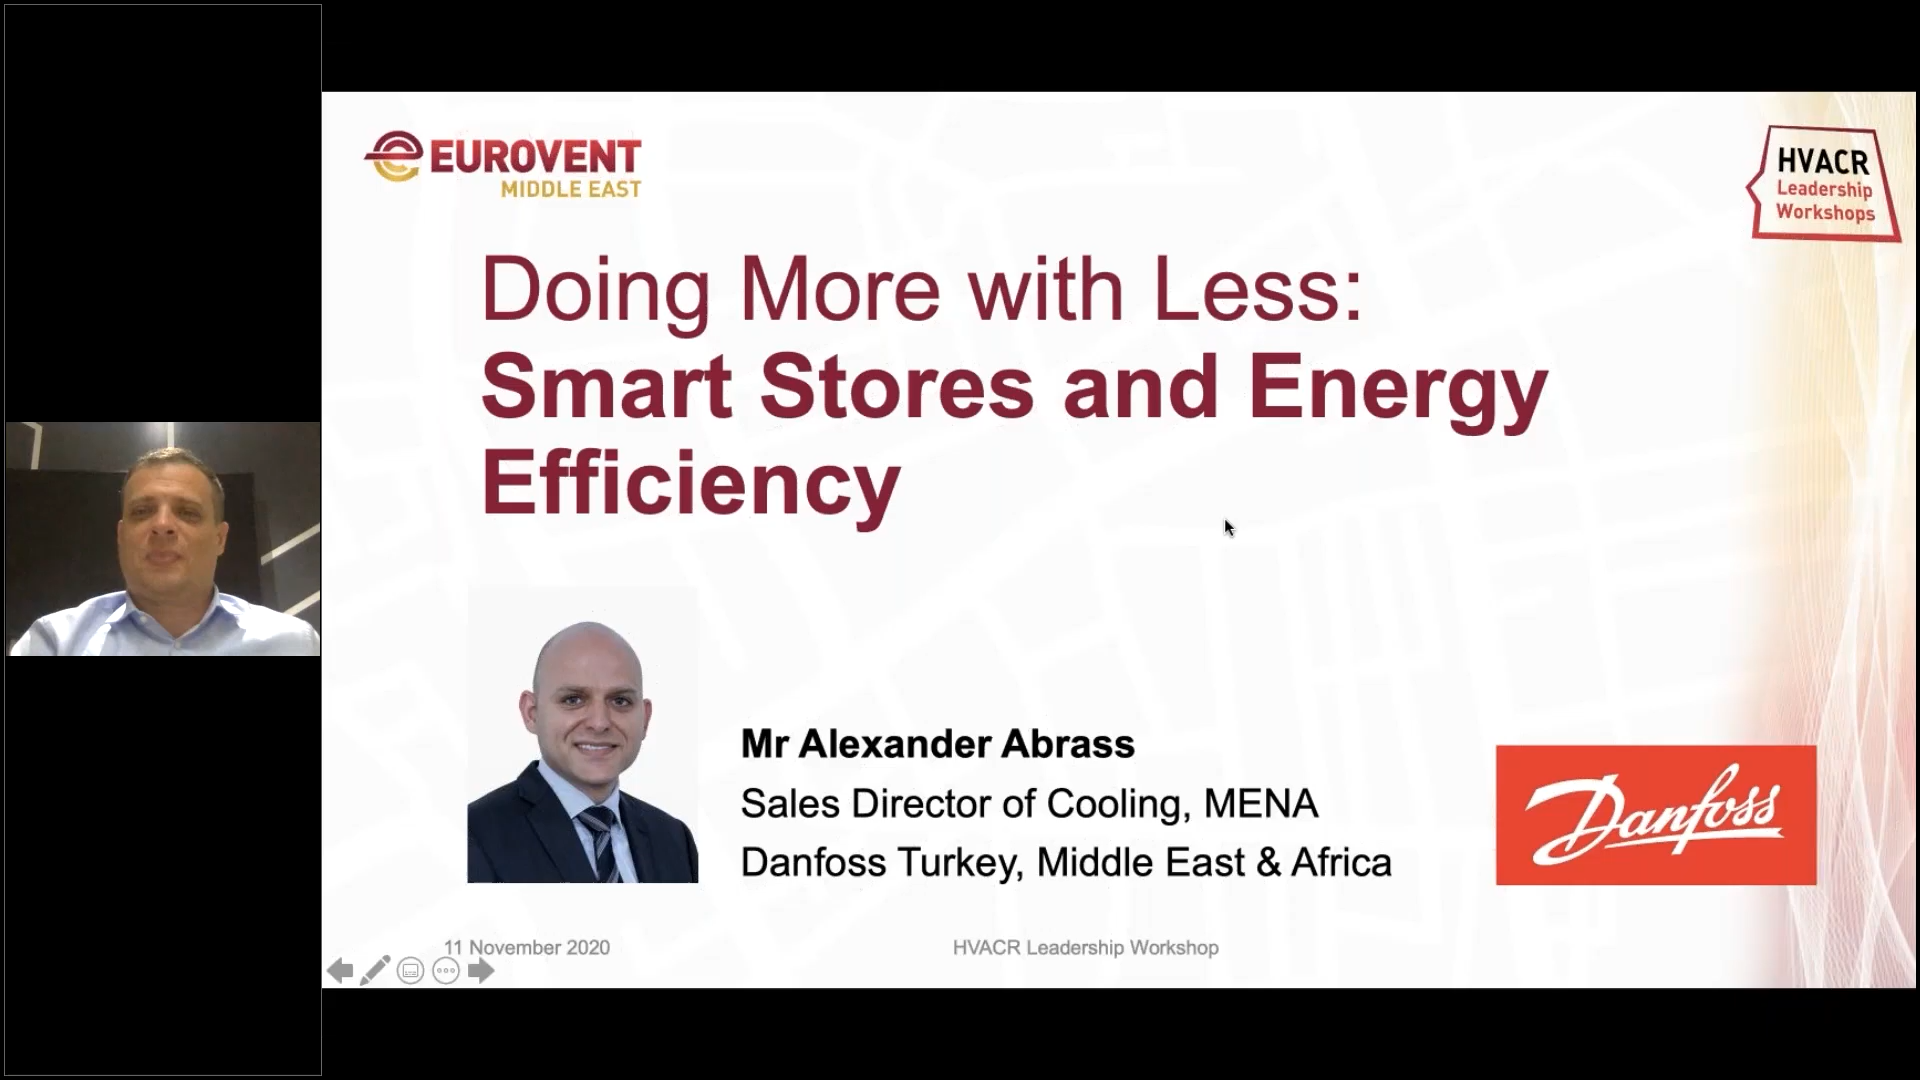 EUROVENT
MIDDLE EAST
HVACR
Leadership
Workshops
Doing More with Less:
Smart Stores and Energy
Efficiency
Mr Alexander Abrass
Sales Director of Cooling, MENA
Danfoss Turkey, Middle East & Africa
Danfoss
11 November 2020
HVACR Leadership Workshop